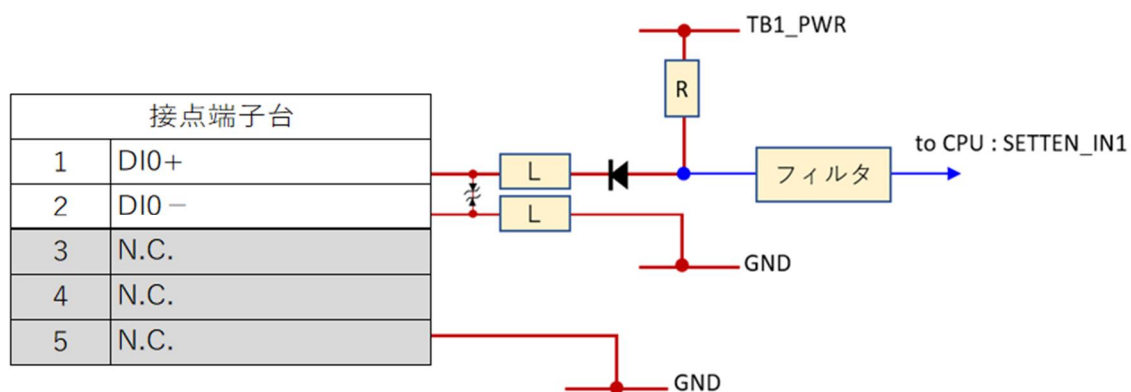 TB1_PWR
R
接点端子台
to CPU : SETTEN_IN1
1 DI0+
L
フィルタ
2 DI0－
L
3 N.C.
GND
4 N.C.
5 N.C.
GND